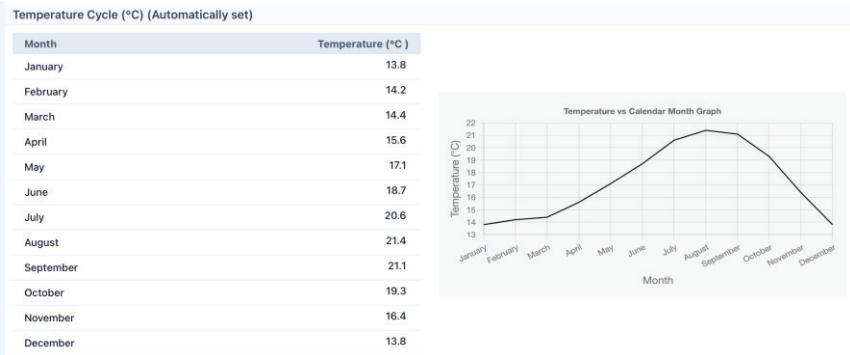 Temperature Cycle (°C) (Automatically set)
Month Temperature (°C )
January 13.8
February 14.2
March 14.4
April 15.6
May 17.1
June 18.7
July 20.6
August 21.4
September 21.1
October 19.3
November 16.4
December 13.8
Temperature vs Calendar Month Graph
Temperature (°C)
22
21
20
19
18
17
16
15
14
13
January February March April May June July August September October November December
Month